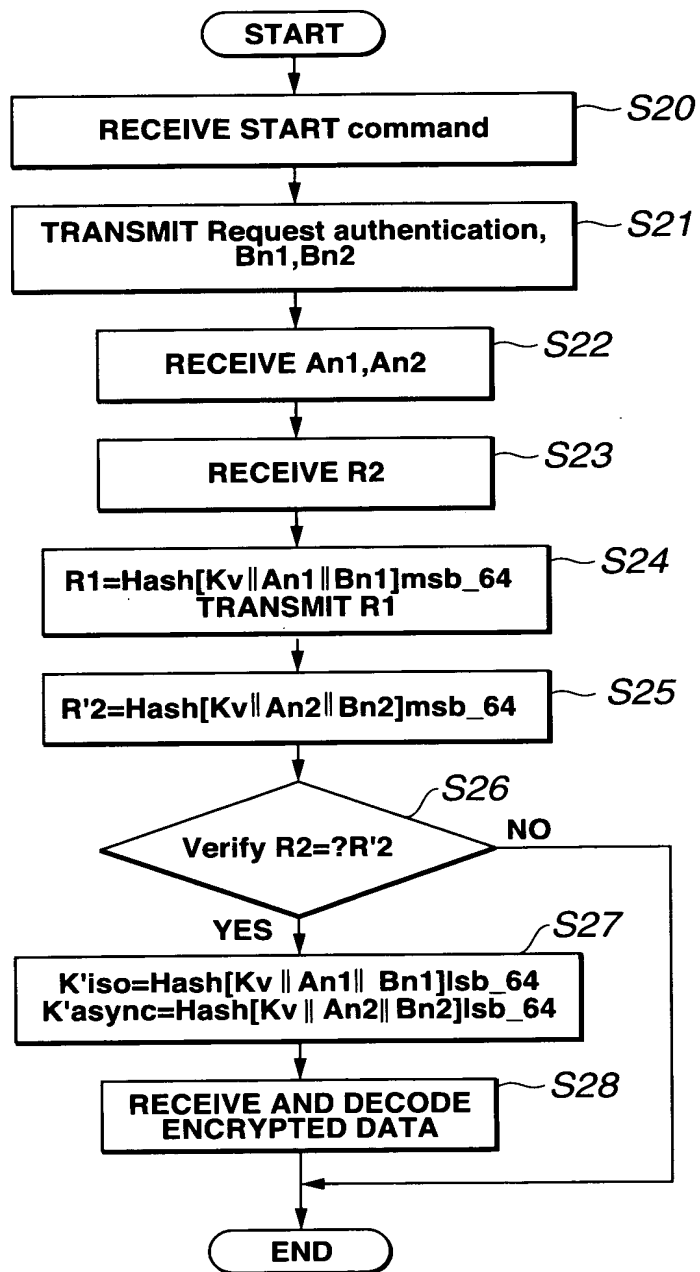 START
RECEIVE START command
S20
TRANSMIT Request authentication,
Bn1,Bn2
S21
RECEIVE An1,An2
S22
RECEIVE R2
S23
R1=Hash[Kv||An1||Bn1]msb_64
TRANSMIT R1
S24
R'2=Hash[Kv||An2||Bn2]msb_64
S25
Verify R2=?R'2
S26
NO
YES
K'iso=Hash[Kv || An1|| Bn1]lsb_64
K'async=Hash[Kv || An2|| Bn2]lsb_64
S27
RECEIVE AND DECODE
ENCRYPTED DATA
S28
END